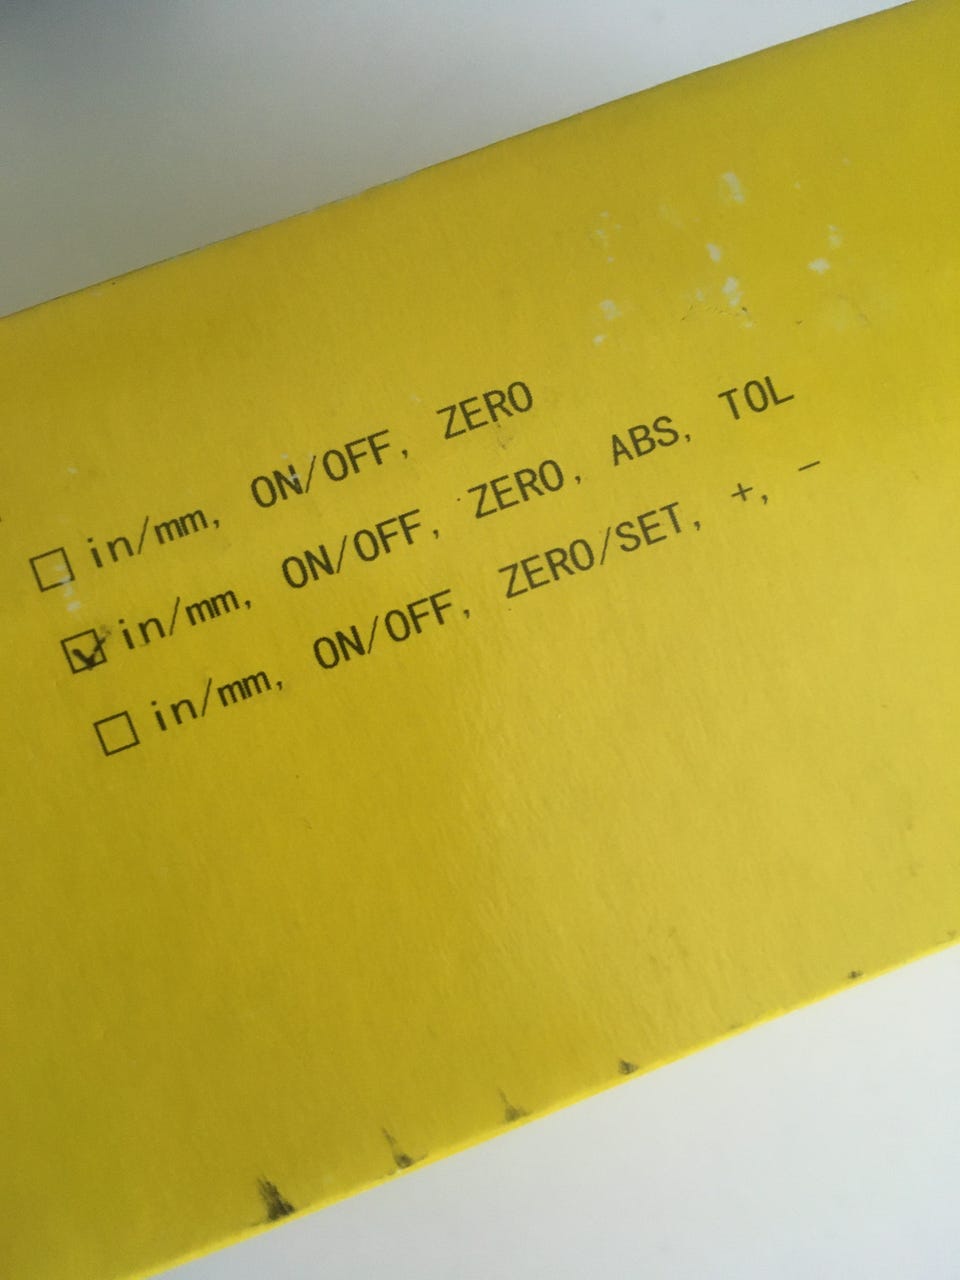 ☐ in/mm, ON/OFF, ZERO
☑ in/mm, ON/OFF, ZERO, ABS, TOL
☐ in/mm, ON/OFF, ZERO/SET, +, −